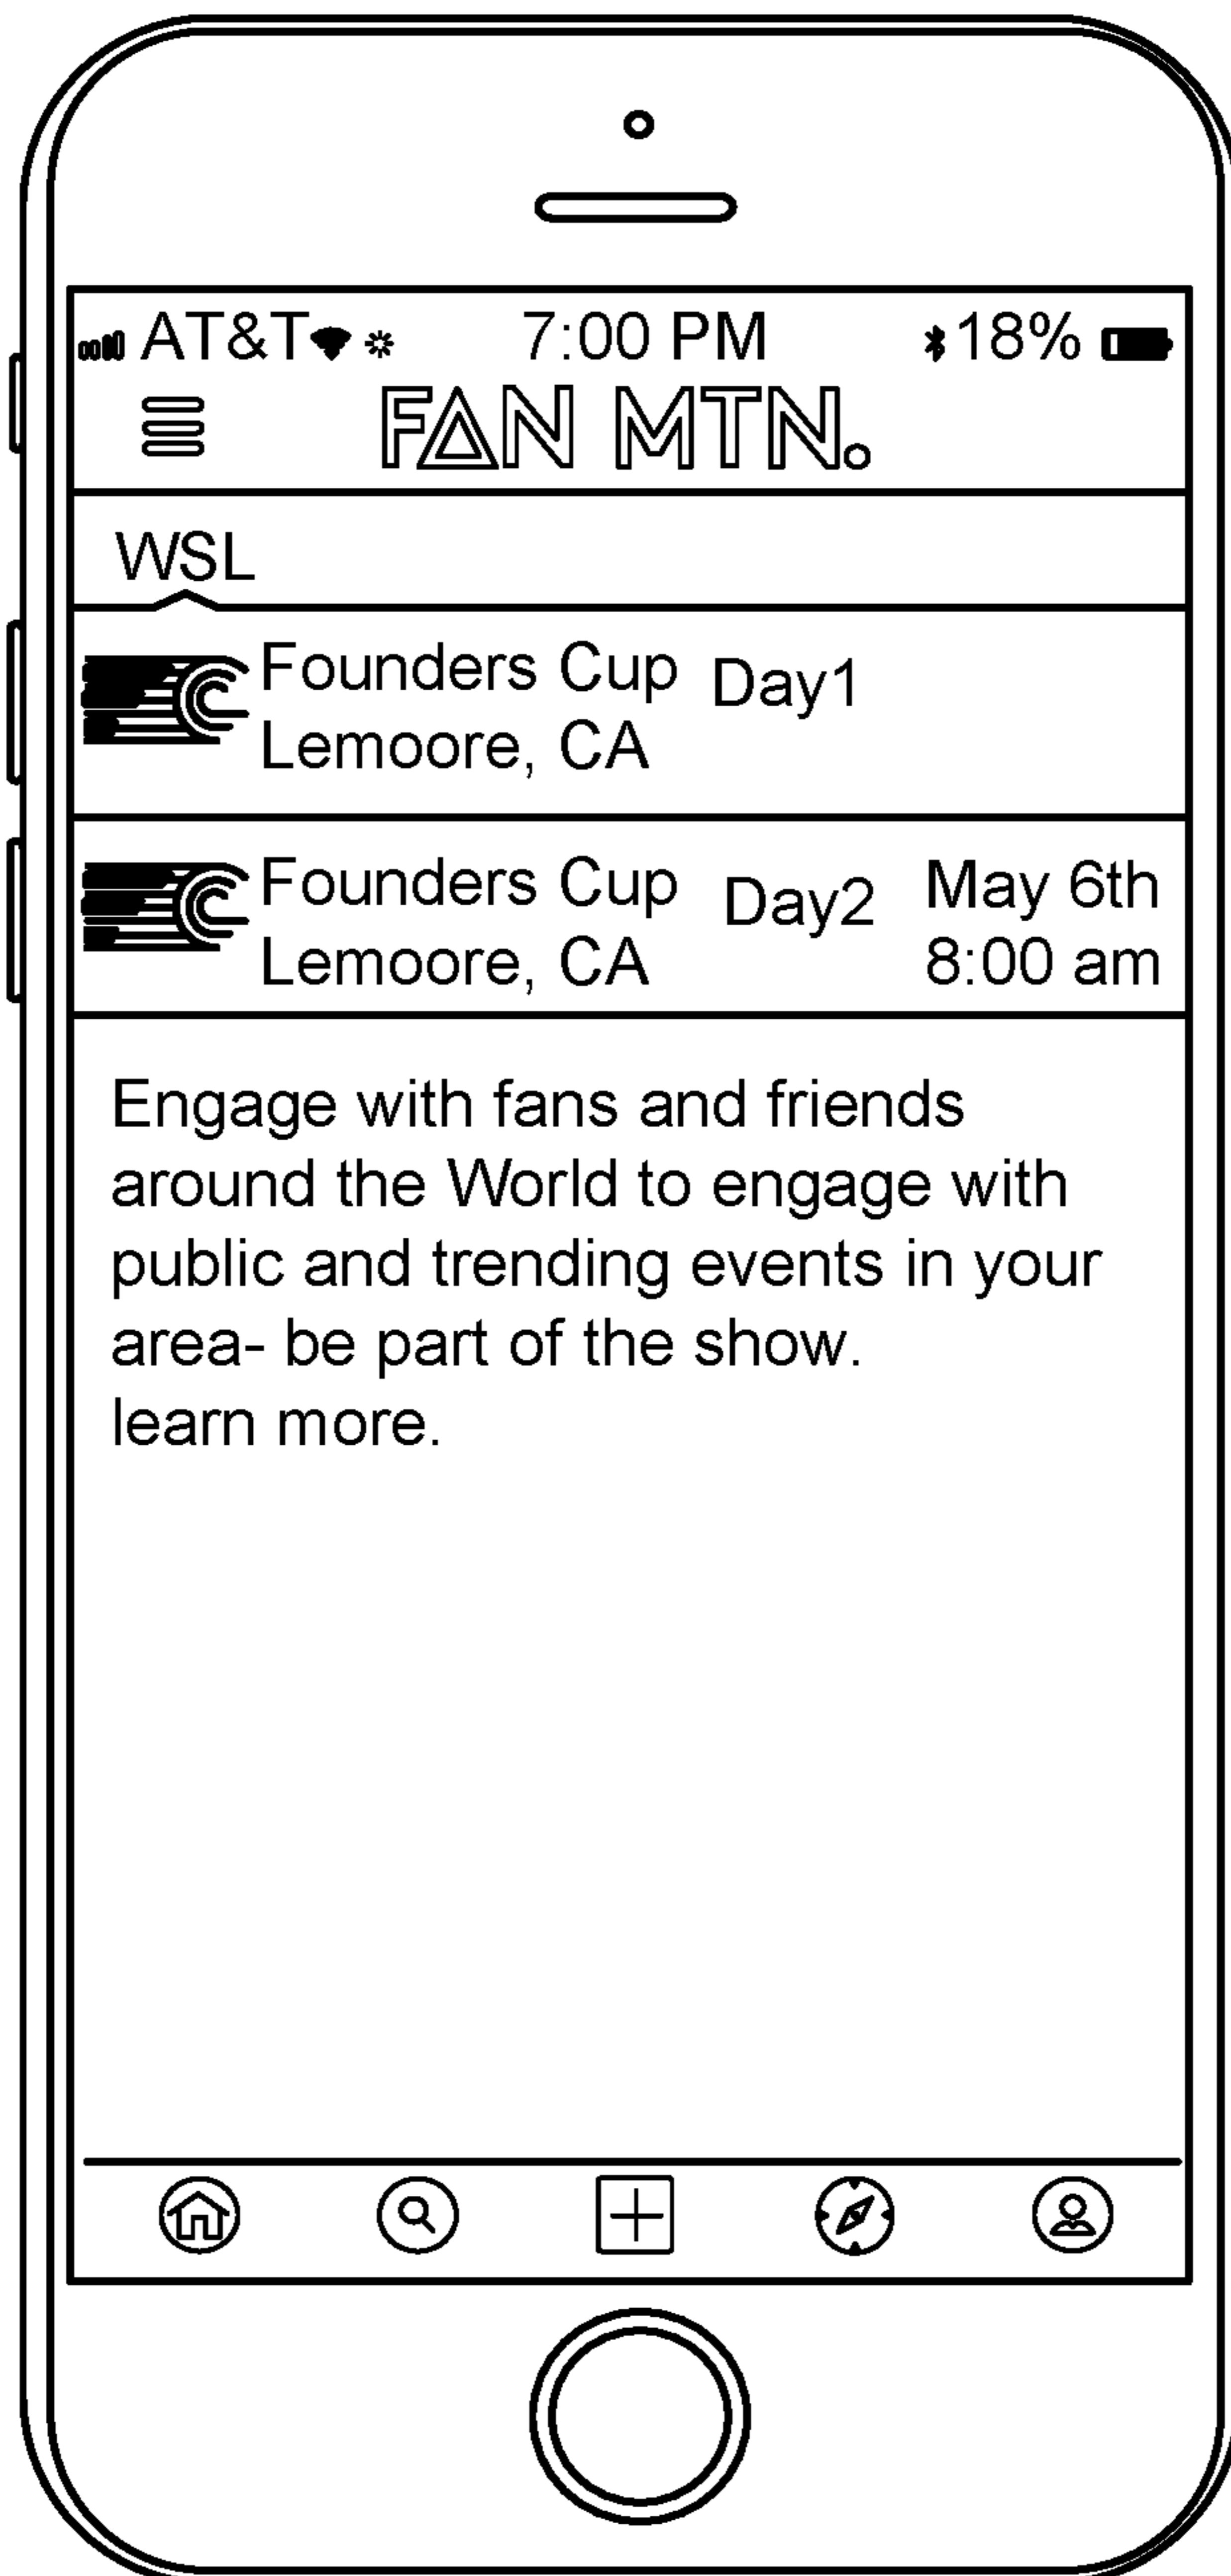 AT&T 7:00 PM 18%
FAN MTN.
WSL
Founders Cup Day1
Lemoore, CA
Founders Cup Day2 May 6th
Lemoore, CA 8:00 am
Engage with fans and friends
around the World to engage with
public and trending events in your
area- be part of the show.
learn more.